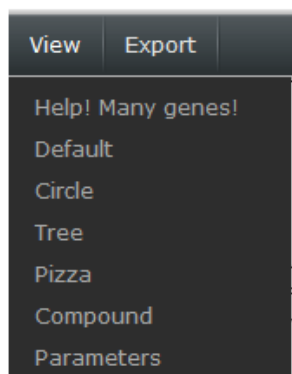 View Export
Help! Many genes!
Default
Circle
Tree
Pizza
Compound
Parameters